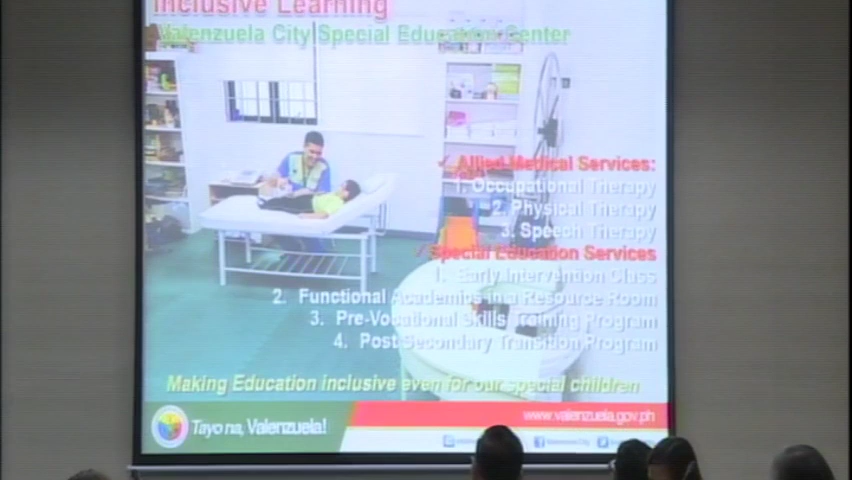 Inclusive Learning
Valenzuela City Special Education Center
✓ Allied Medical Services:
1. Occupational Therapy
2. Physical Therapy
3. Speech Therapy
✓ Special Education Services
1. Early Intervention Class
2. Functional Academics in a Resource Room
3. Pre-Vocational Skills Training Program
4. Post Secondary Transition Program
Making Education inclusive even for our special children
Tayo na, Valenzuela!
www.valenzuela.gov.ph